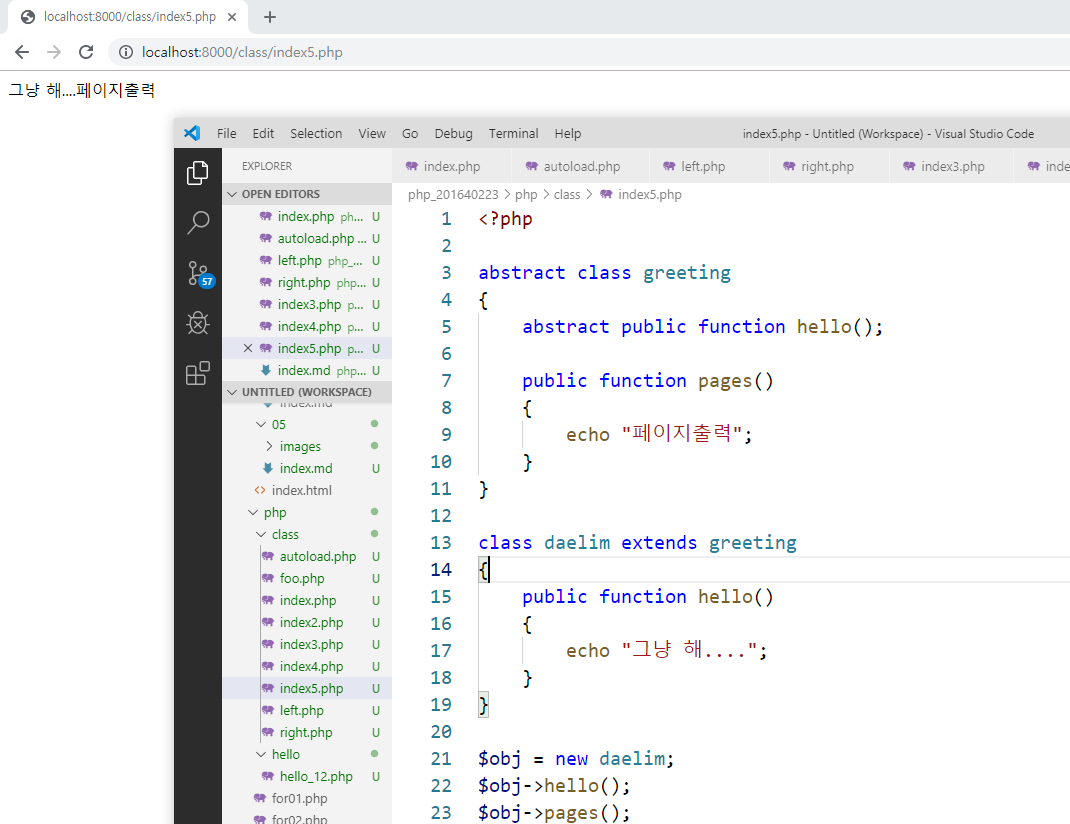 localhost:8000/class/index5.php
localhost:8000/class/index5.php
그냥 해....페이지출력
File Edit Selection View Go Debug Terminal Help
index5.php - Untitled (Workspace) - Visual Studio Code
EXPLORER
OPEN EDITORS
index.php ph... U
autoload.php ... U
left.php php_... U
right.php php... U
index3.php p... U
index4.php p... U
index5.php p... U
index.md php... U
UNTITLED (WORKSPACE)
index.md
05
images
index.md U
index.html
php
class
autoload.php U
foo.php U
index.php U
index2.php U
index3.php U
index4.php U
index5.php U
left.php U
right.php U
hello
hello_12.php U
for01.php
for02.php
57
index.php autoload.php left.php right.php index3.php inde
php_201640223 > php > class > index5.php
1 <?php
2
3 abstract class greeting
4 {
5 abstract public function hello();
6
7 public function pages()
8 {
9 echo "페이지출력";
10 }
11 }
12
13 class daelim extends greeting
14 {
15 public function hello()
16 {
17 echo "그냥 해....";
18 }
19 }
20
21 $obj = new daelim;
22 $obj->hello();
23 $obj->pages();